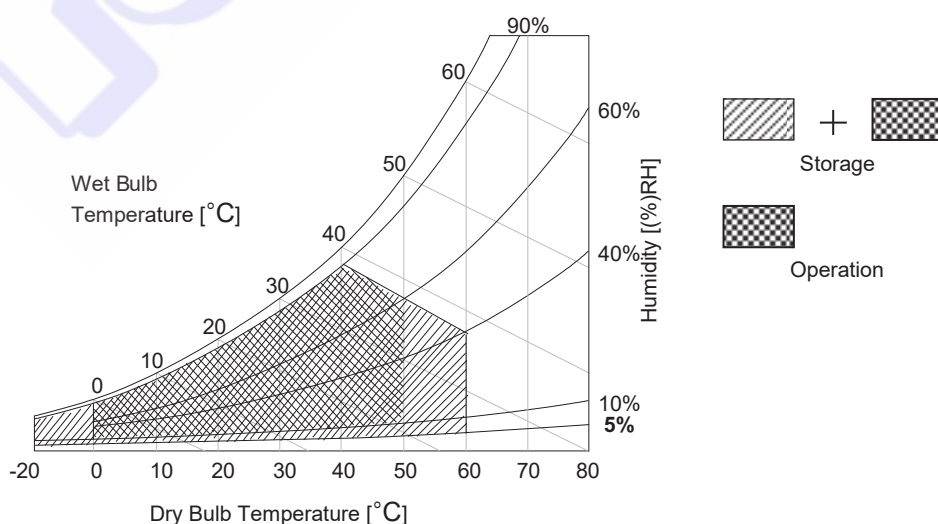 90%
60
60%
50
Wet Bulb
Temperature [°C]
40
40%
30
20
10
0
10%
5%
-20 0 10 20 30 40 50 60 70 80
Dry Bulb Temperature [°C]
Humidity [(%)RH]
+
Storage
Operation